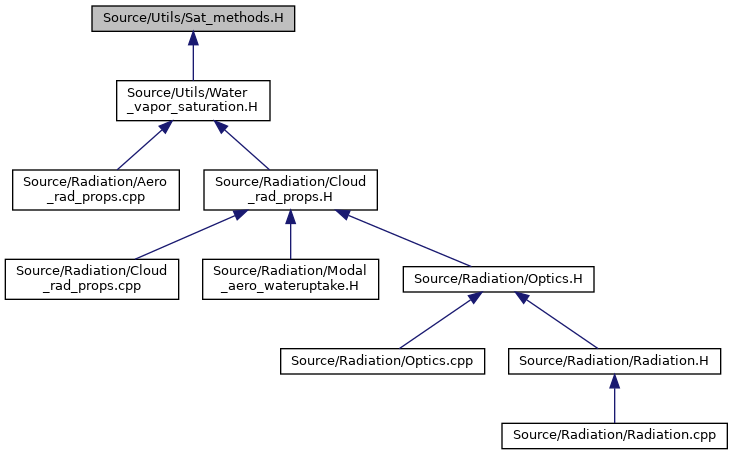 Source/Utils/Sat_methods.H
Source/Utils/Water
_vapor_saturation.H
Source/Radiation/Aero
_rad_props.cpp
Source/Radiation/Cloud
_rad_props.H
Source/Radiation/Cloud
_rad_props.cpp
Source/Radiation/Modal
_aero_wateruptake.H
Source/Radiation/Optics.H
Source/Radiation/Optics.cpp
Source/Radiation/Radiation.H
Source/Radiation/Radiation.cpp